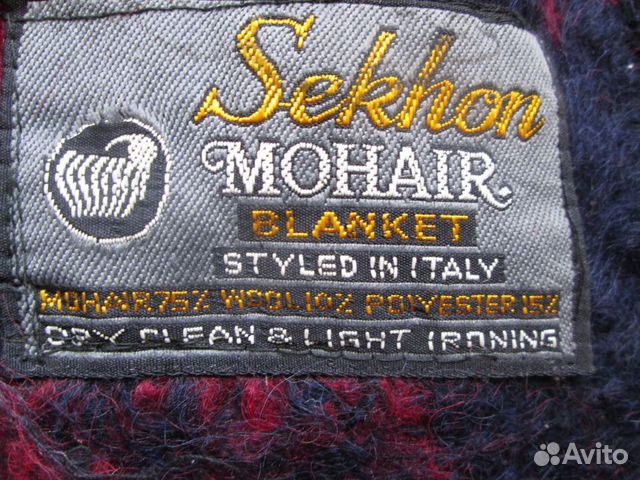 Sekhon
MOHAIR
BLANKET
STYLED IN ITALY
MOHAIR 75% WOOL 10% POLYESTER 15%
DRY CLEAN & LIGHT IRONING
Avito